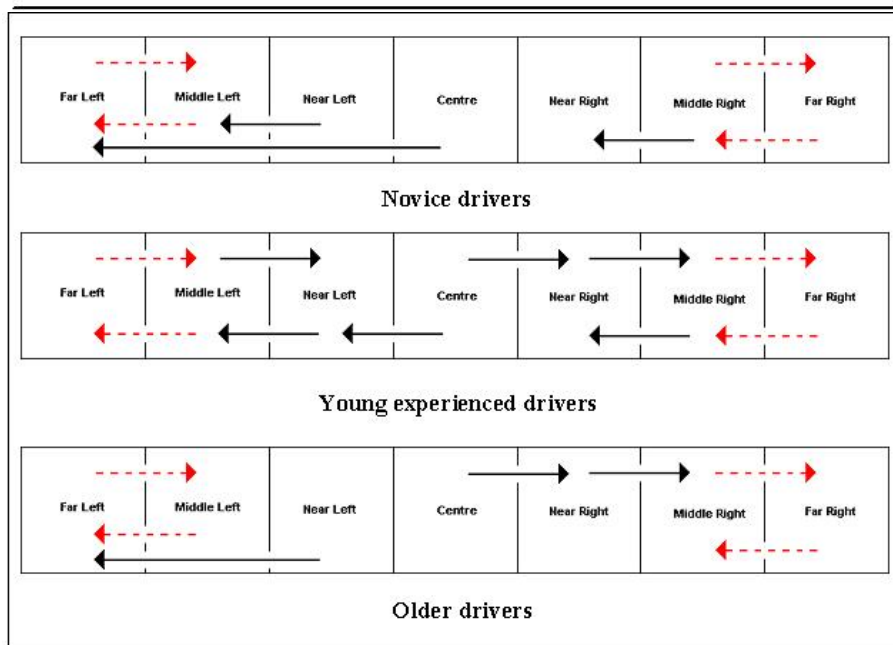 Far Left Middle Left Near Left Centre Near Right Middle Right Far Right
Novice drivers
Far Left Middle Left Near Left Centre Near Right Middle Right Far Right
Young experienced drivers
Far Left Middle Left Near Left Centre Near Right Middle Right Far Right
Older drivers